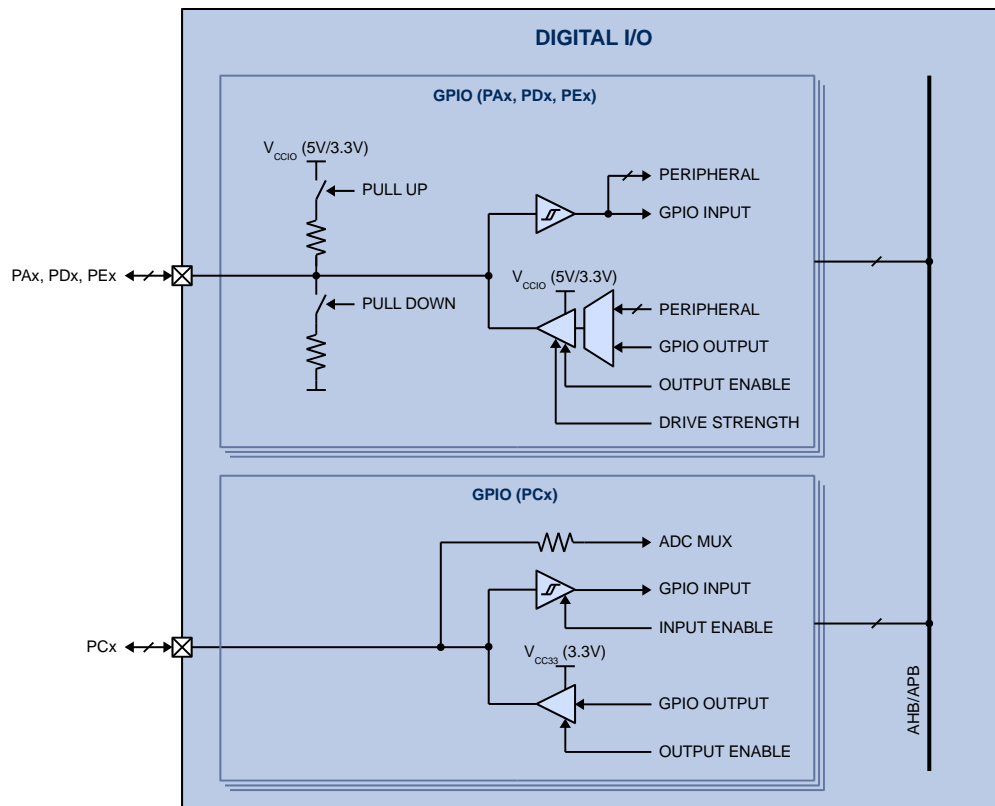 DIGITAL I/O
GPIO (PAx, PDx, PEx)
VCCIO (5V/3.3V)
PULL UP
PERIPHERAL
GPIO INPUT
PAx, PDx, PEx
PULL DOWN
VCCIO (5V/3.3V)
PERIPHERAL
GPIO OUTPUT
OUTPUT ENABLE
DRIVE STRENGTH
GPIO (PCx)
ADC MUX
GPIO INPUT
INPUT ENABLE
PCx
VCC33 (3.3V)
GPIO OUTPUT
OUTPUT ENABLE
AHB/APB